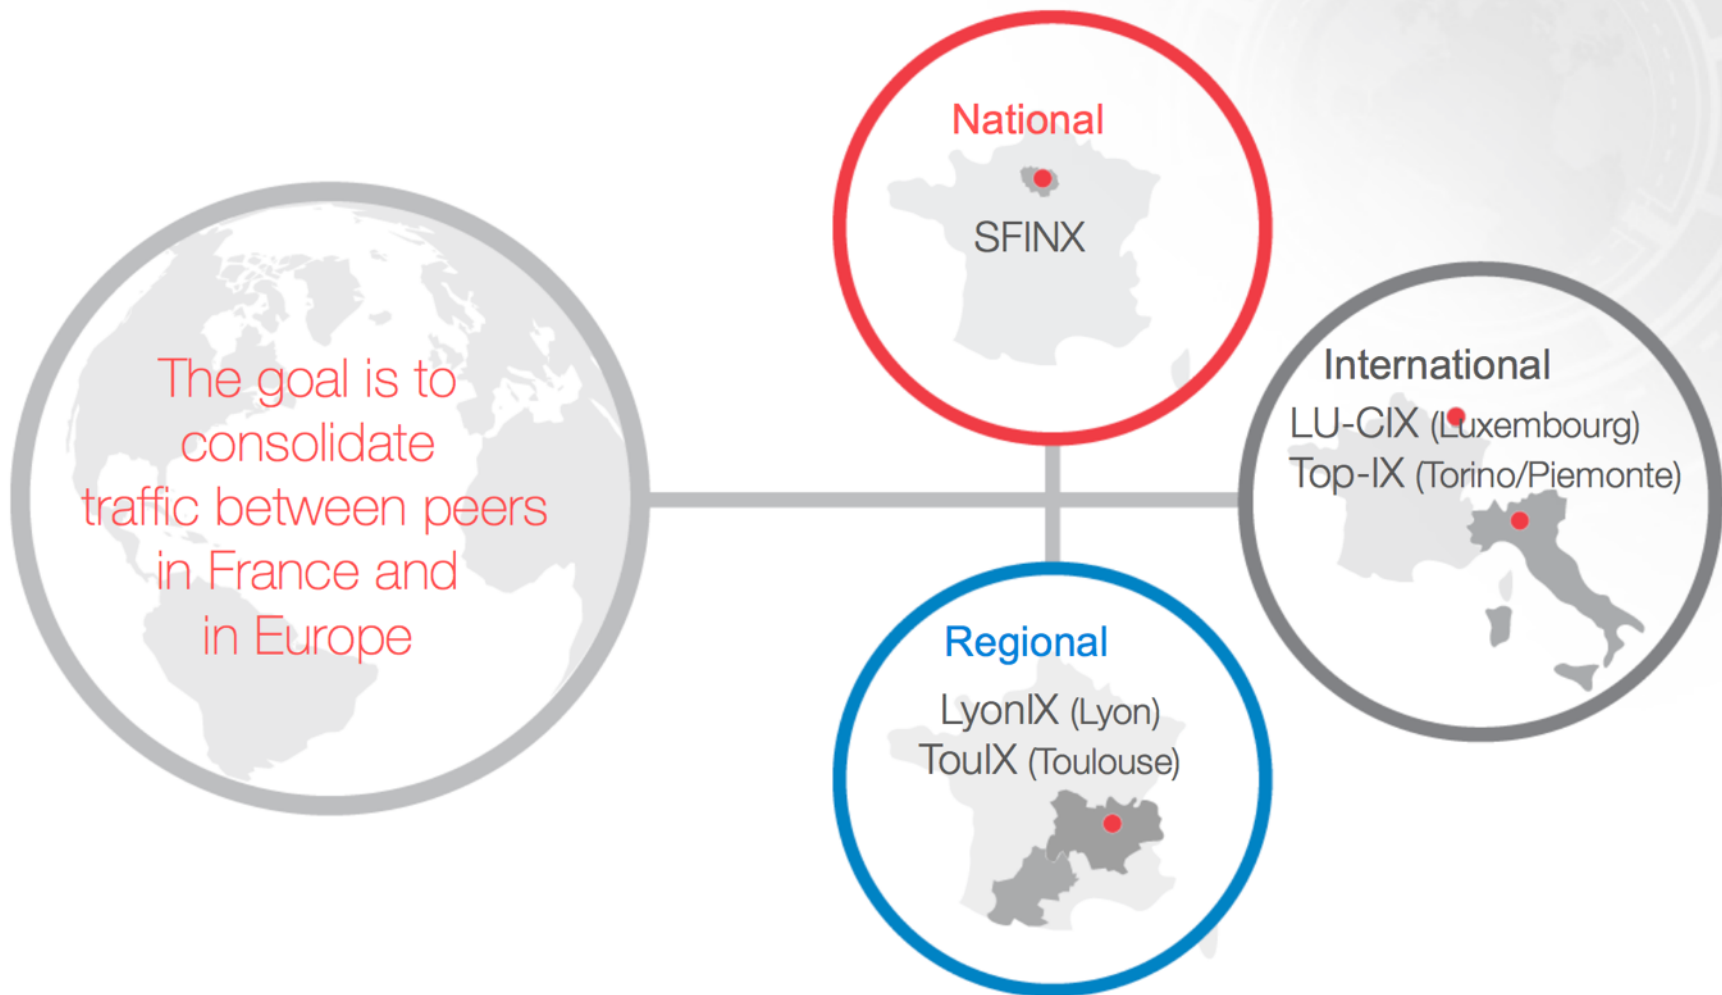 The goal is to
consolidate
traffic between peers
in France and
in Europe
National
SFINX
International
LU-CIX (Luxembourg)
Top-IX (Torino/Piemonte)
Regional
LyonIX (Lyon)
TouIX (Toulouse)